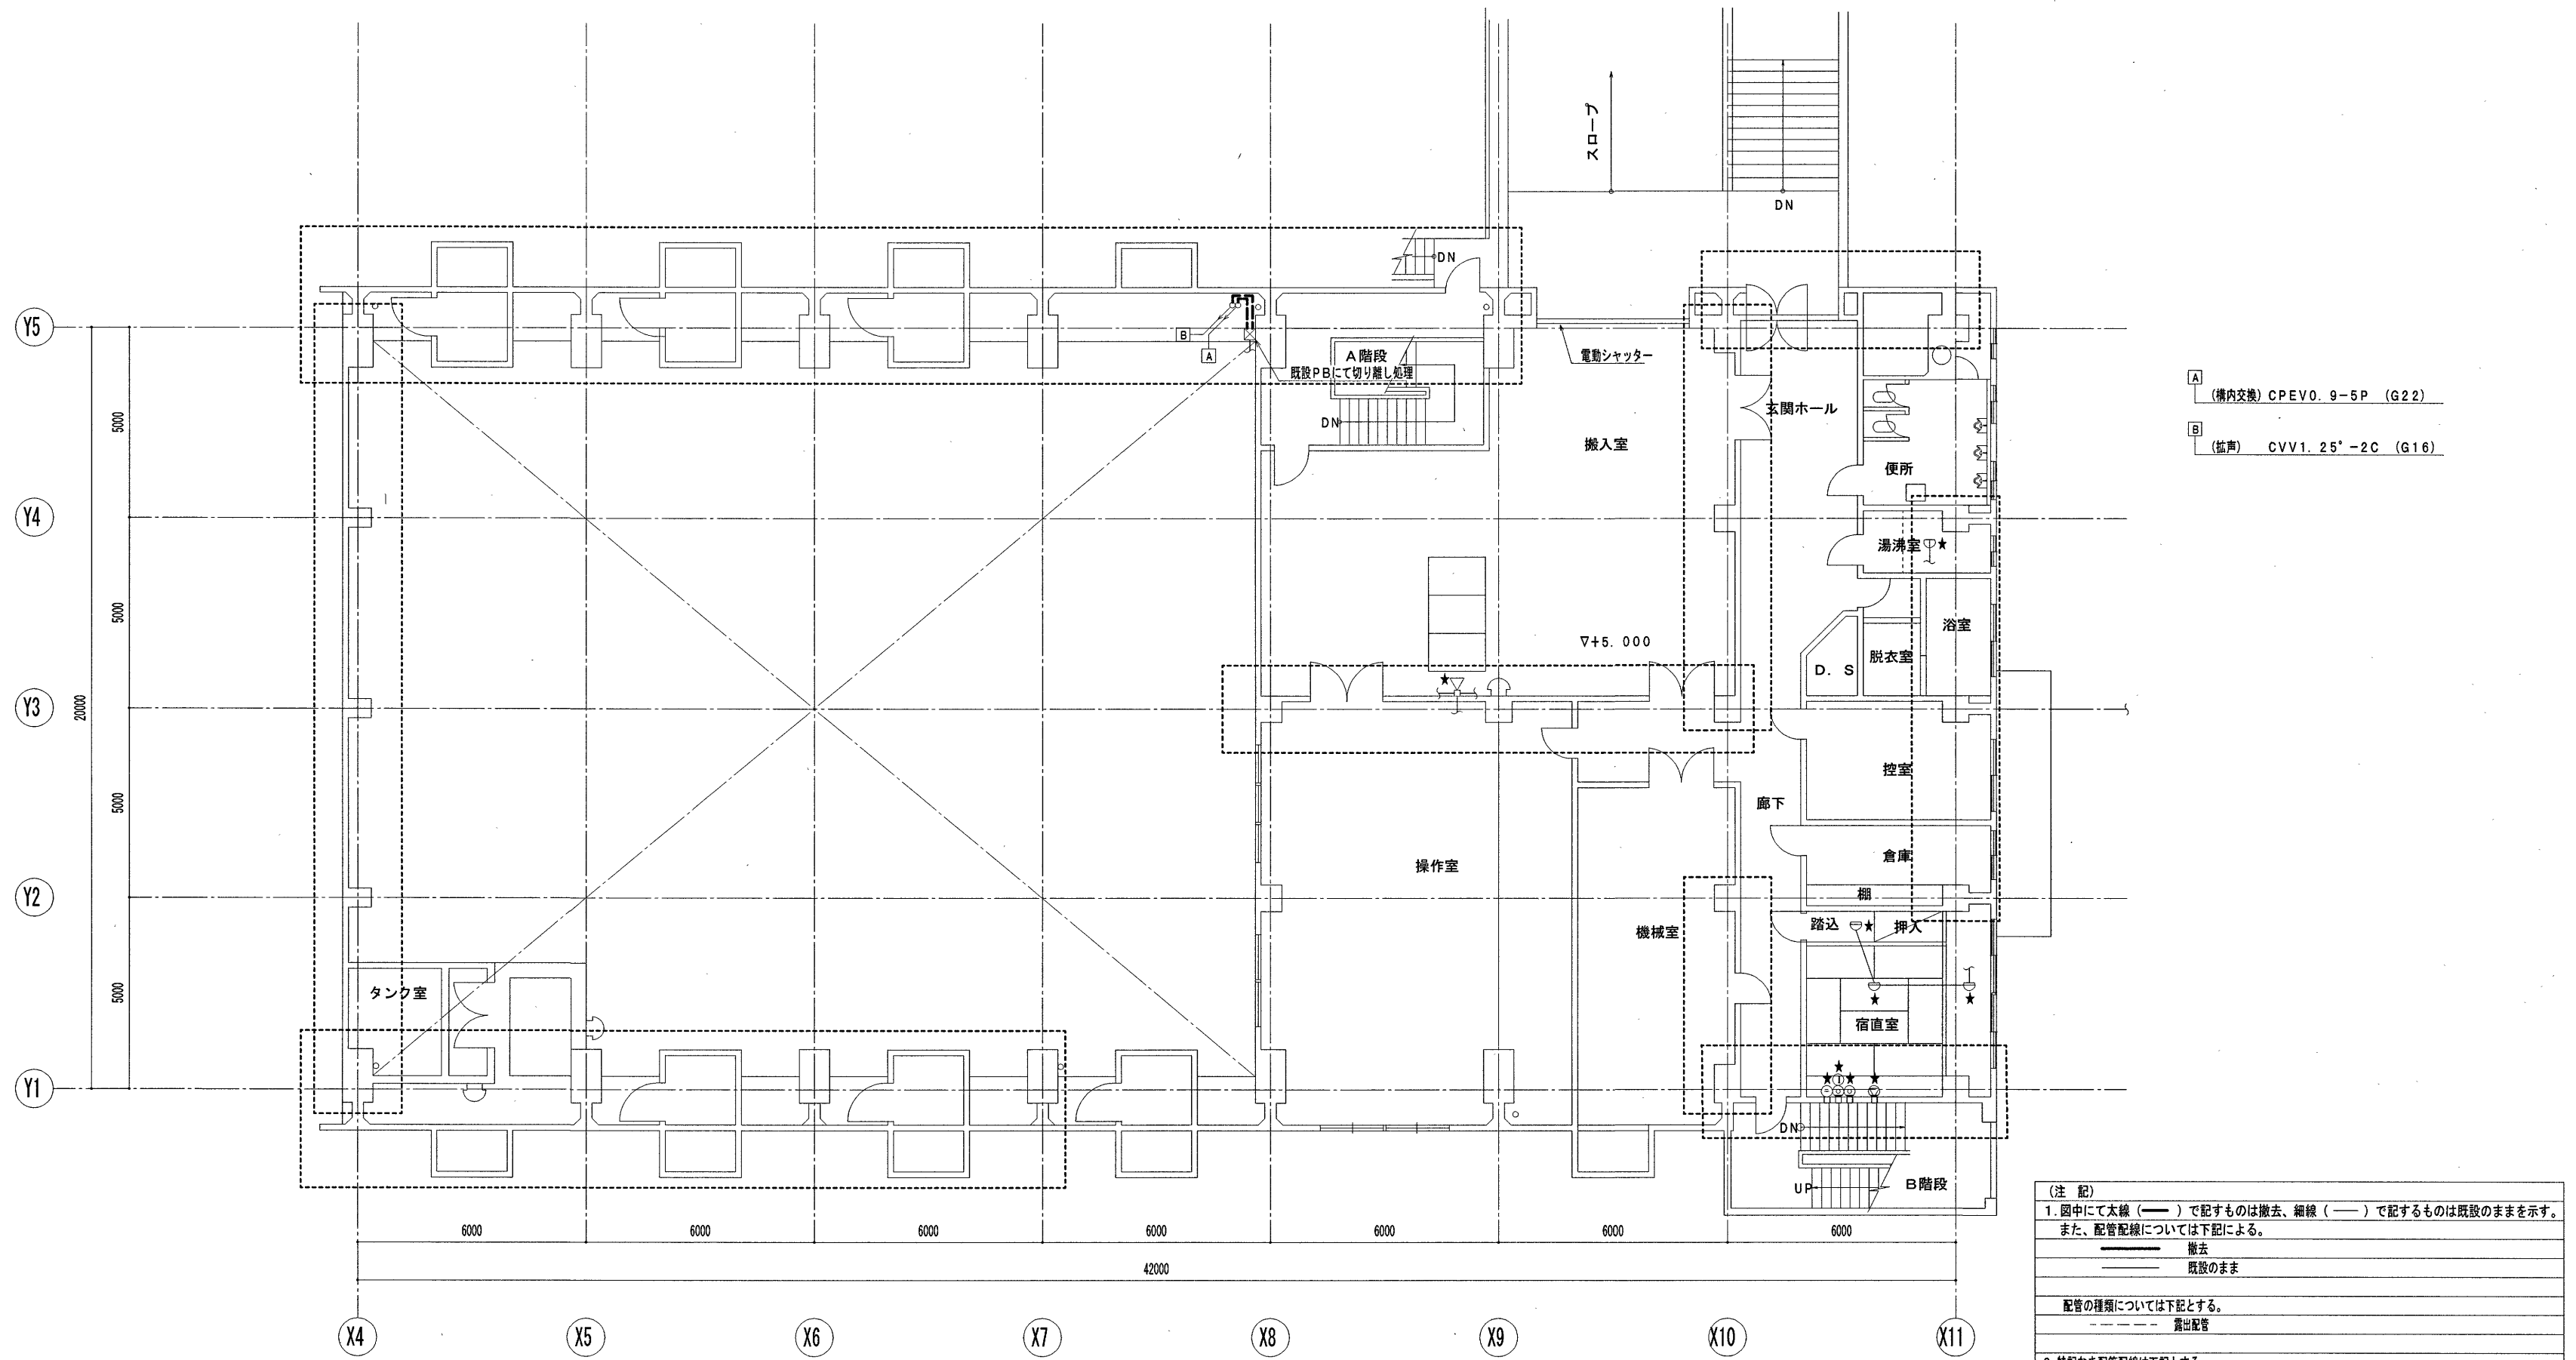 スロープ
DN
DN
Y5
B
A
A階段
既設PBにて切り離し処理
DN
電動シャッター
玄関ホール
搬入室
便所
A
(構内交換) CPEV0.9-5P (G22)
B
(拡声) CVV1.25°-2C (G16)
5000
Y4
湯沸室
★
5000
▽+5.000
浴室
脱衣室
D.S
★
Y3
20000
控室
5000
廊下
操作室
倉庫
Y2
棚
踏込
★
押入
機械室
5000
タンク室
★
★
宿直室
★
★
★
★
Y1
DN
UP
B階段
6000
6000
6000
6000
6000
6000
6000
42000
X4
X5
X6
X7
X8
X9
X10
X11
(注 記)
1.図中にて太線(━━)で記すものは撤去、細線(──)で記するものは既設のままを示す。
また、配管配線については下記による。
撤去
既設のまま
配管の種類については下記とする。
露出配管